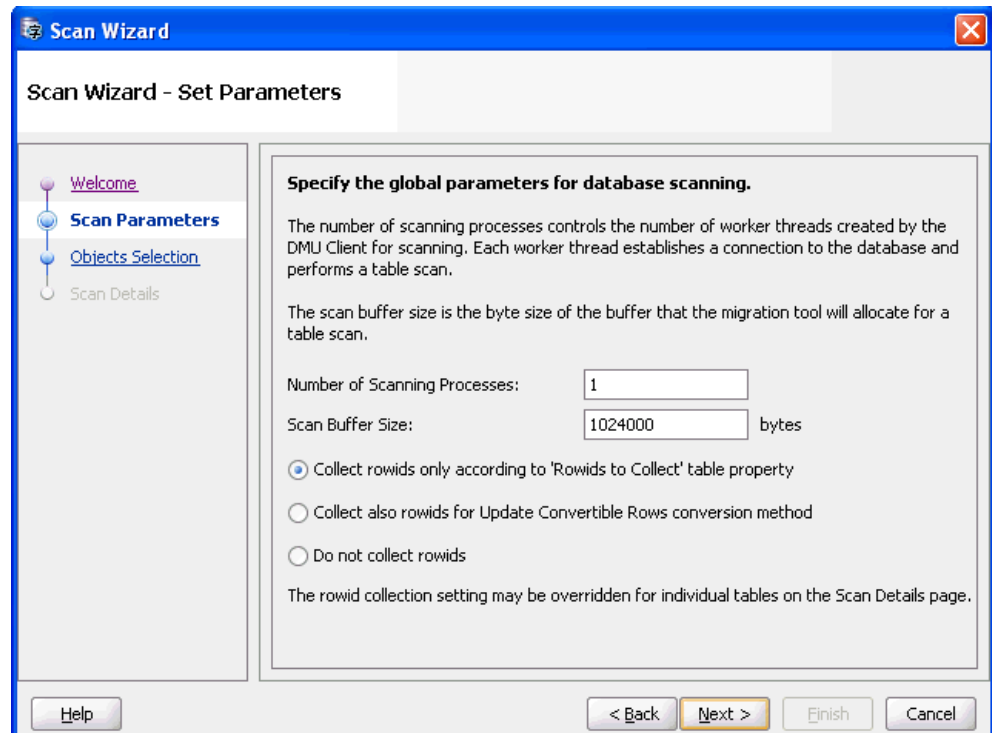 Scan Wizard
Scan Wizard - Set Parameters
Welcome
Scan Parameters
Objects Selection
Scan Details
Specify the global parameters for database scanning.
The number of scanning processes controls the number of worker threads created by the
DMU Client for scanning. Each worker thread establishes a connection to the database and
performs a table scan.
The scan buffer size is the byte size of the buffer that the migration tool will allocate for a
table scan.
Number of Scanning Processes: 1
Scan Buffer Size: 1024000 bytes
Collect rowids only according to 'Rowids to Collect' table property
Collect also rowids for Update Convertible Rows conversion method
Do not collect rowids
The rowid collection setting may be overridden for individual tables on the Scan Details page.
Help < Back Next > Finish Cancel